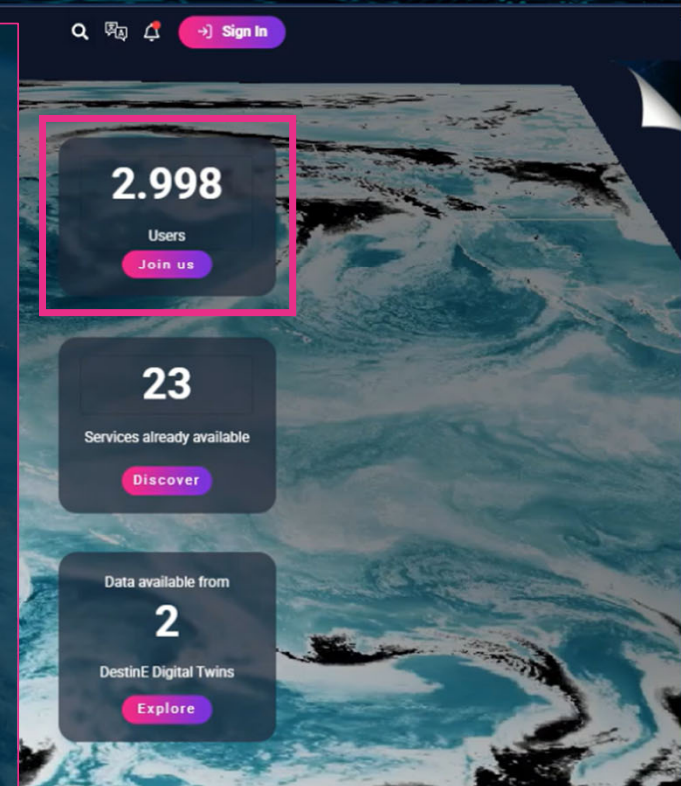 Sign In
2.998
Users
Join us
23
Services already available
Discover
Data available from
2
DestinE Digital Twins
Explore